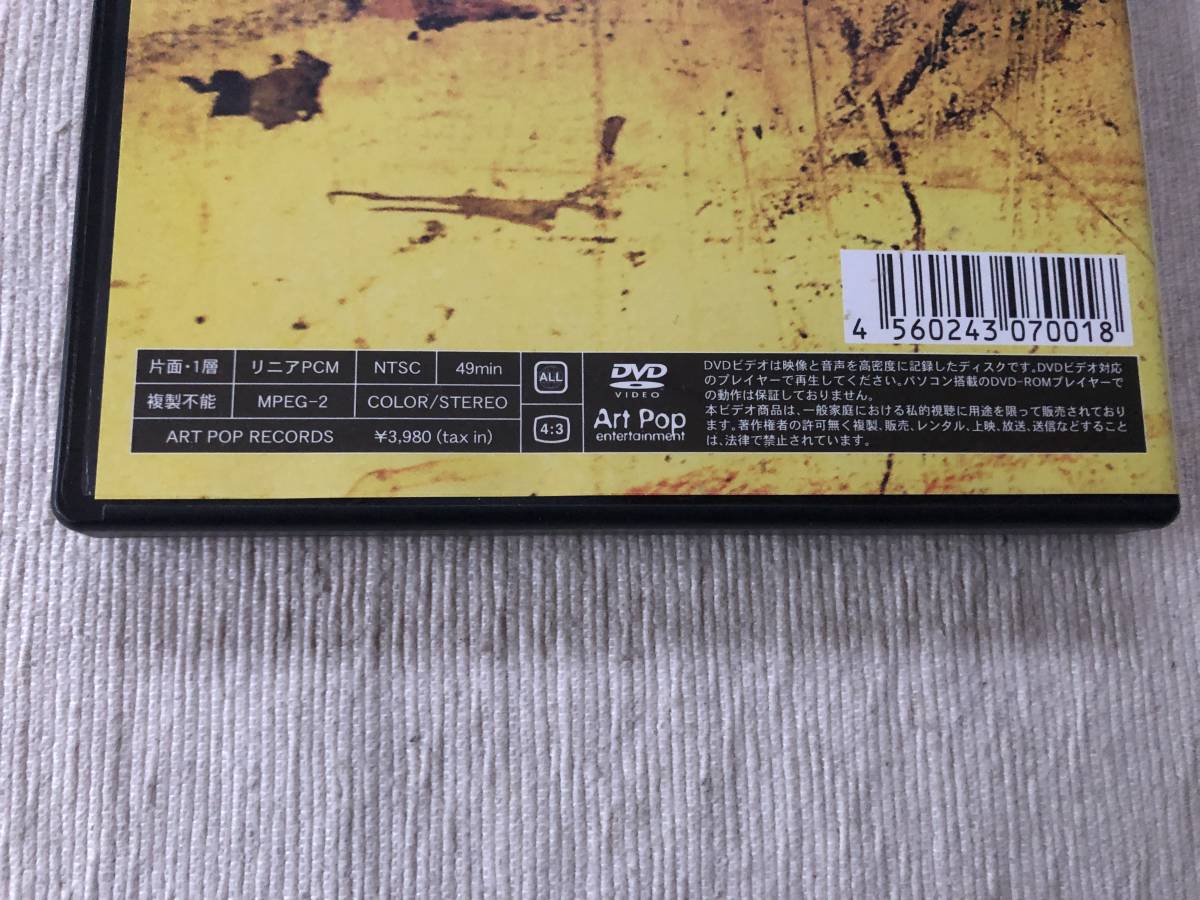 4 560243 070018
片面・1層 リニアPCM NTSC 49min
複製不能 MPEG-2 COLOR/STEREO
ART POP RECORDS ¥3,980 (tax in)
ALL
4:3
DVD
VIDEO
Art Pop
entertainment
DVDビデオは映像と音声を高密度に記録したディスクです。DVDビデオ対応
のプレイヤーで再生してください。パソコン搭載のDVD-ROMプレイヤーで
の動作は保証しておりません。
本ビデオ商品は、一般家庭における私的視聴に用途を限って販売されており
ます。著作権者の許可無く複製、販売、レンタル、上映、放送、送信などすること
は、法律で禁止されています。